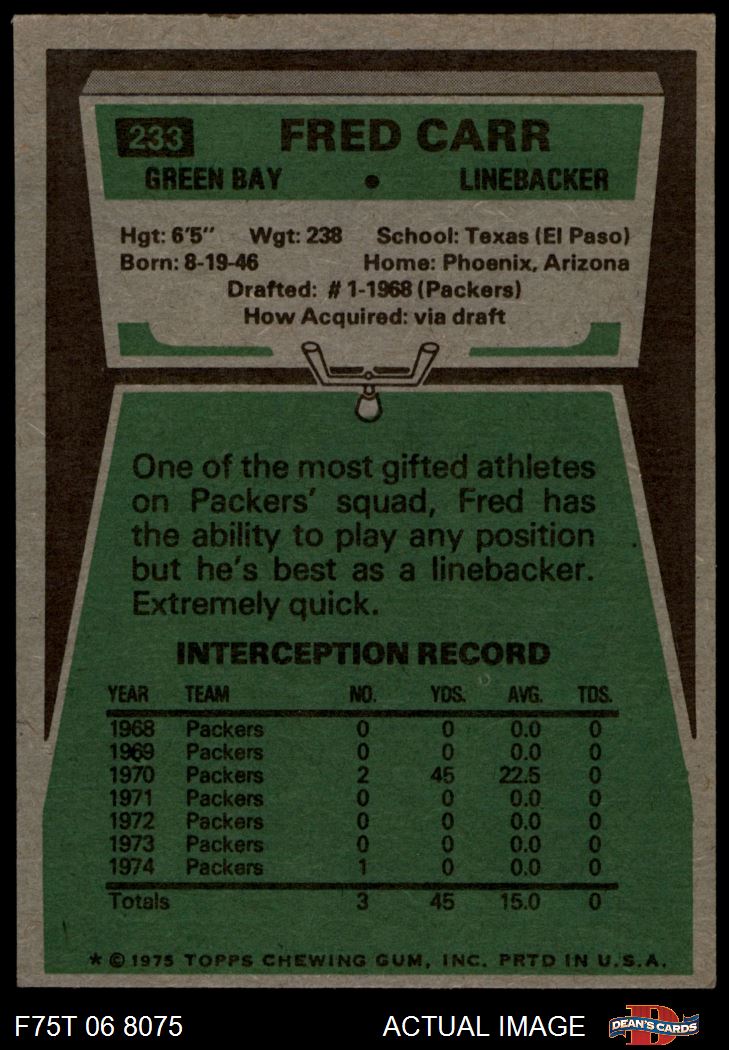 233 FRED CARR
GREEN BAY • LINEBACKER
Hgt: 6'5" Wgt: 238 School: Texas (El Paso)
Born: 8-19-46 Home: Phoenix, Arizona
Drafted: #1-1968 (Packers)
How Acquired: via draft
One of the most gifted athletes
on Packers' squad, Fred has
the ability to play any position
but he's best as a linebacker.
Extremely quick.
INTERCEPTION RECORD
YEAR TEAM NO. YDS. AVG. TDS.
1968 Packers 0 0 0.0 0
1969 Packers 0 0 0.0 0
1970 Packers 2 45 22.5 0
1971 Packers 0 0 0.0 0
1972 Packers 0 0 0.0 0
1973 Packers 0 0 0.0 0
1974 Packers 1 0 0.0 0
Totals 3 45 15.0 0
* © 1975 TOPPS CHEWING GUM, INC. PRTD IN U.S.A.
F75T 06 8075 ACTUAL IMAGE D DEAN'S CARDS